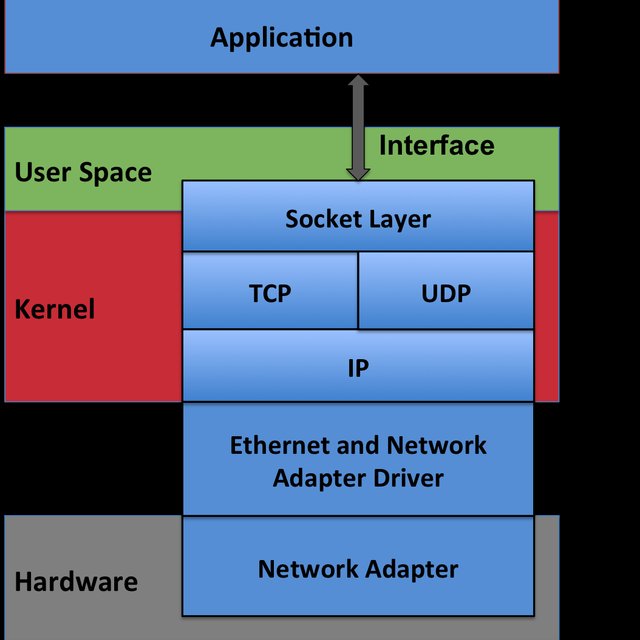 Application
Interface
User Space
Socket Layer
TCP
UDP
Kernel
IP
Ethernet and Network
Adapter Driver
Network Adapter
Hardware